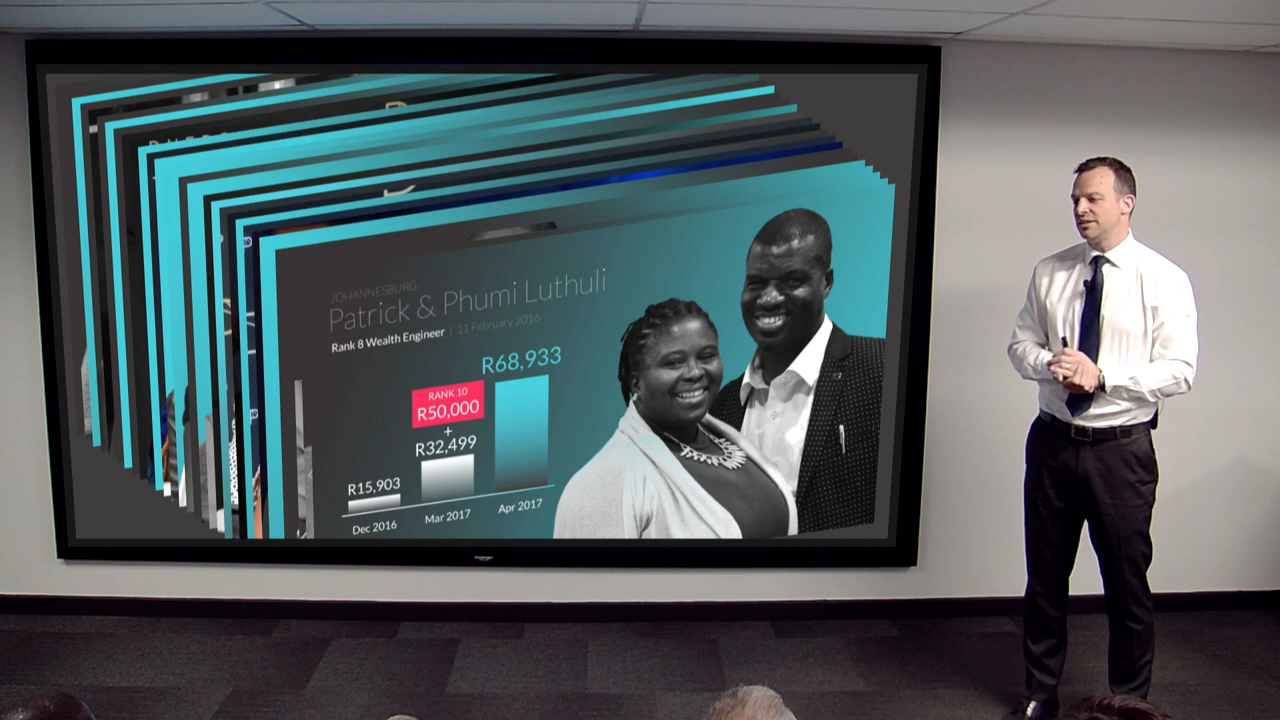 JOHANNESBURG
Patrick & Phumi Luthuli
Rank 8 Wealth Engineer | 11 February 2016
R68,933
RANK 10
R50,000
+
R32,499
R15,903
Dec 2016
Mar 2017
Apr 2017